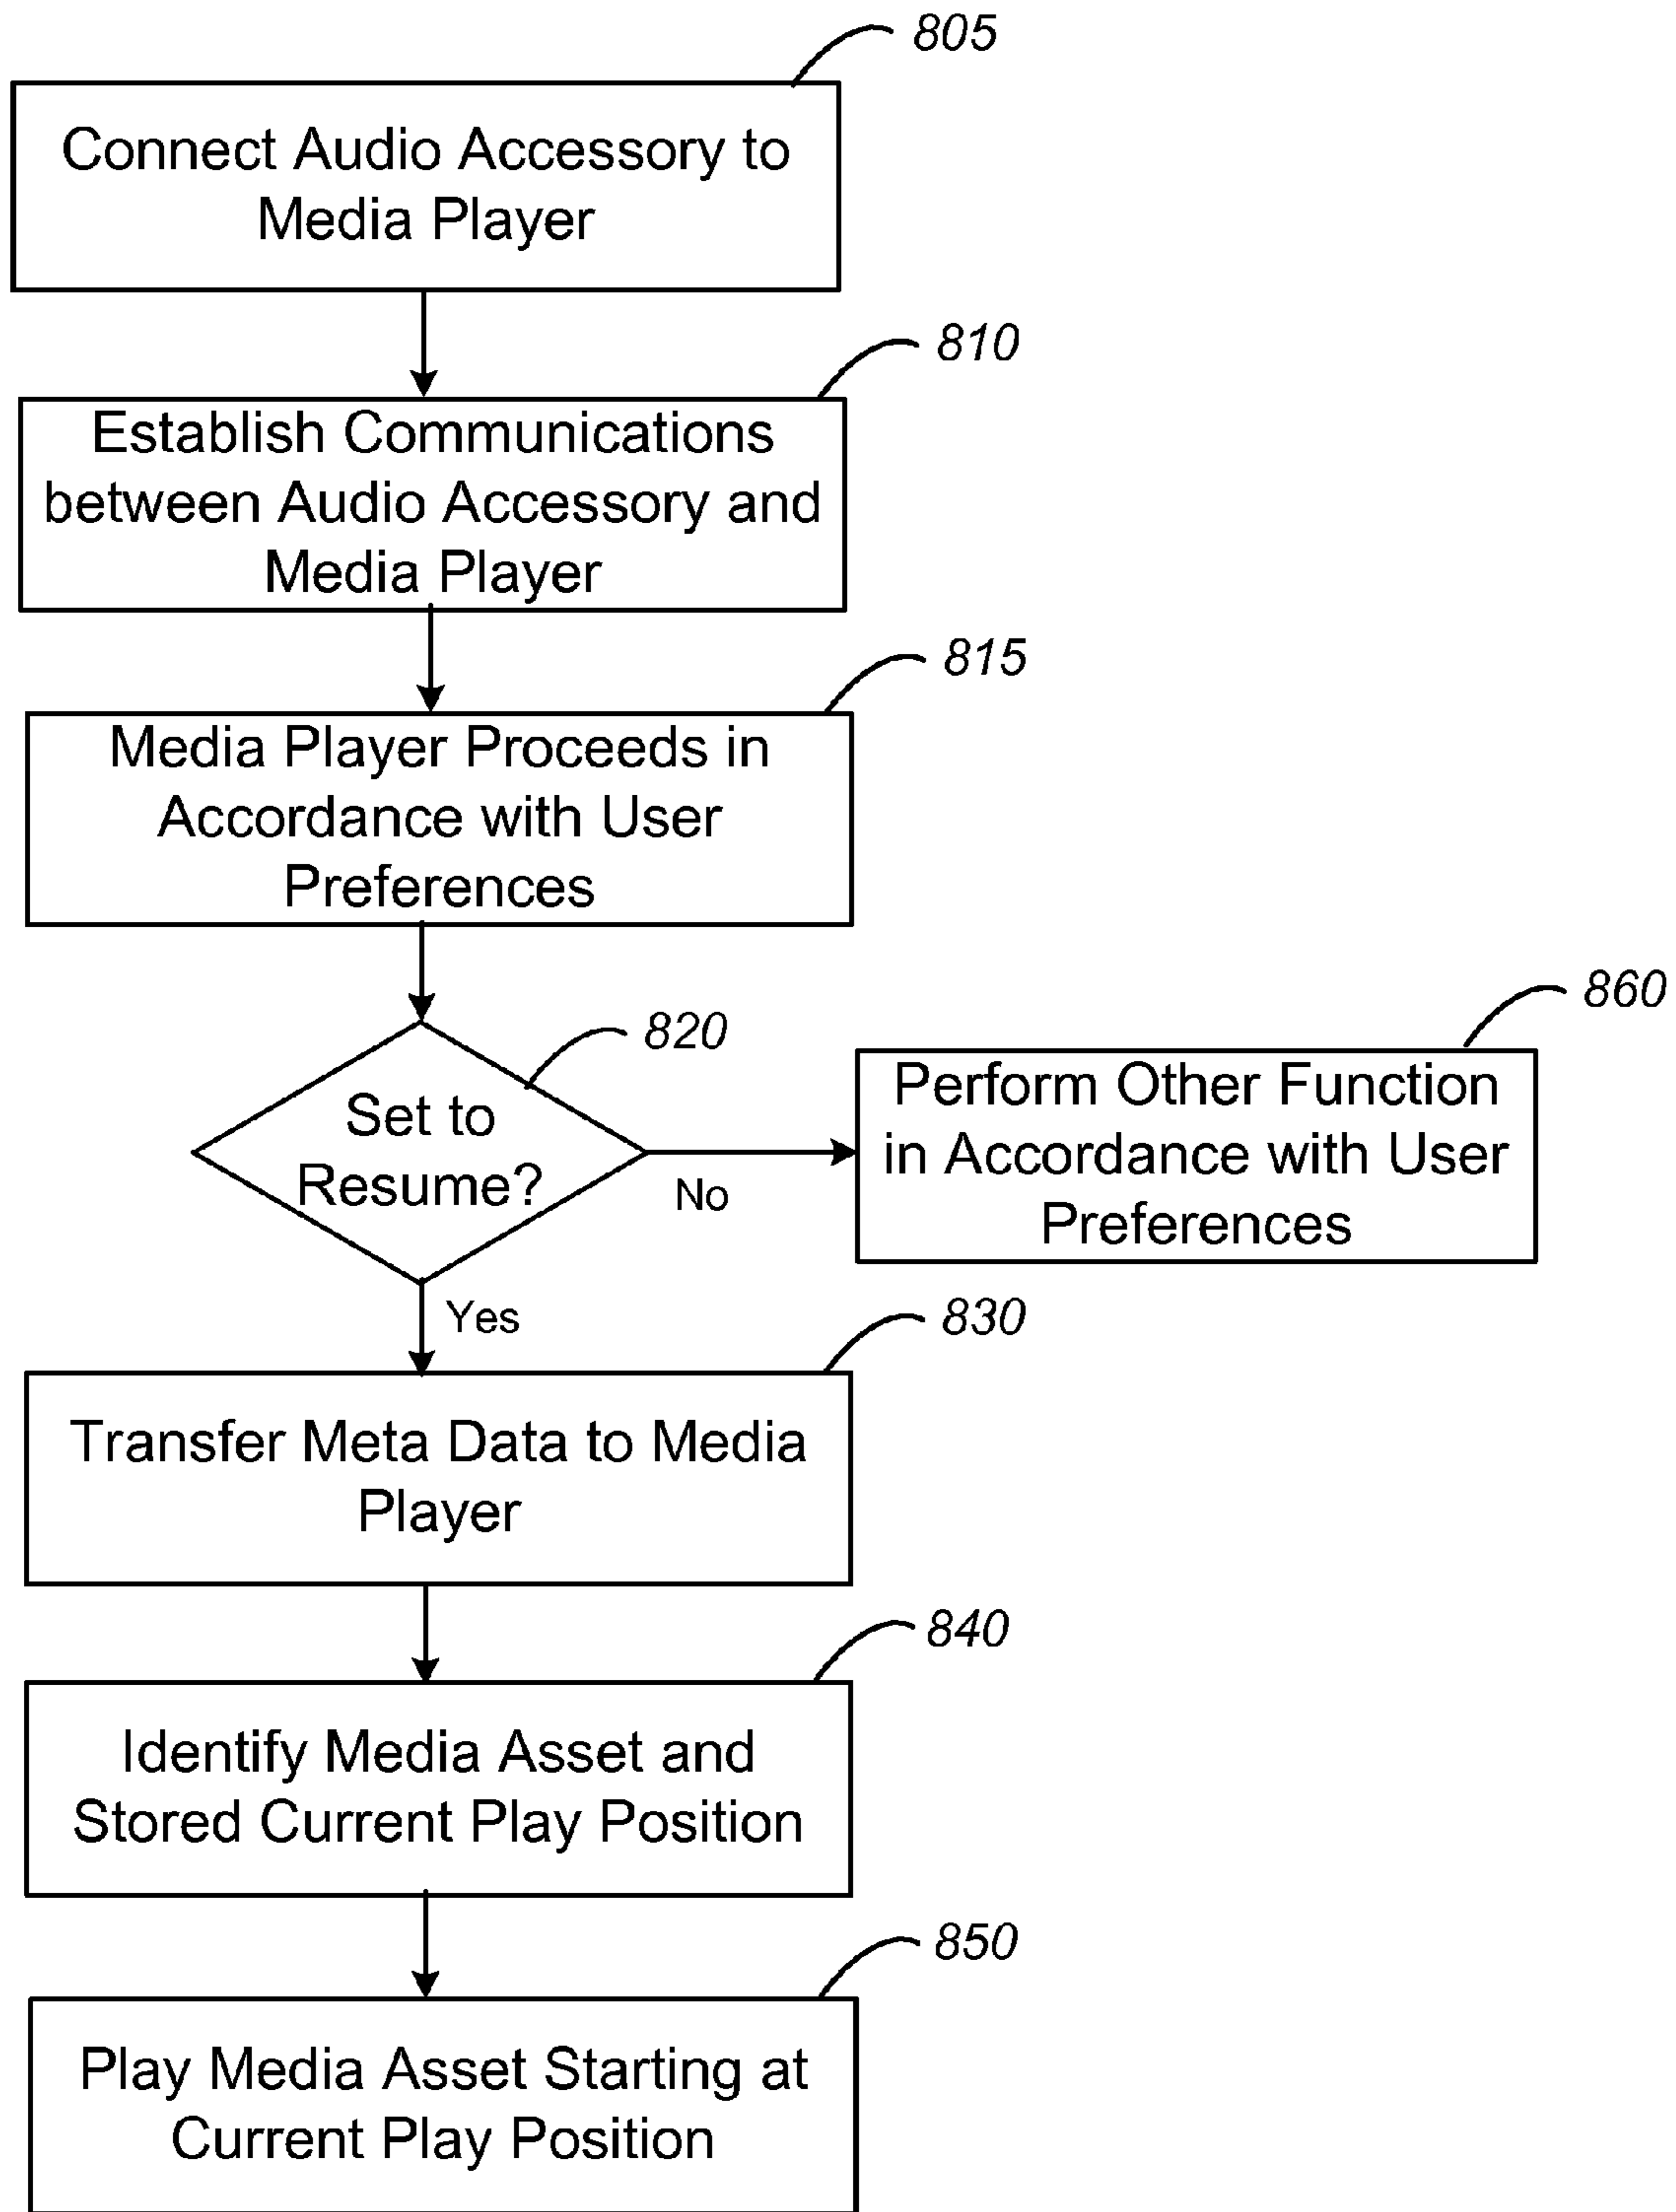 805
Connect Audio Accessory to
Media Player
810
Establish Communications
between Audio Accessory and
Media Player
815
Media Player Proceeds in
Accordance with User
Preferences
820
Set to
Resume?
No
860
Perform Other Function
in Accordance with User
Preferences
Yes
830
Transfer Meta Data to Media
Player
840
Identify Media Asset and
Stored Current Play Position
850
Play Media Asset Starting at
Current Play Position